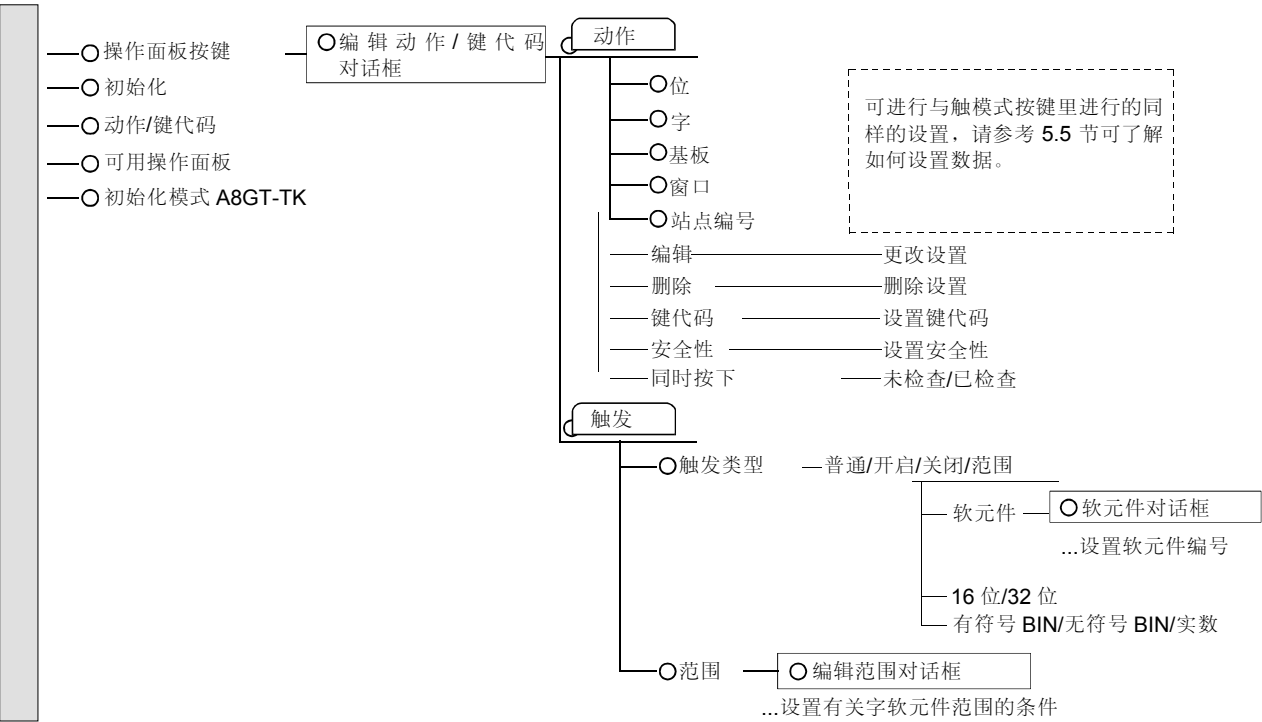 操作面板按键
编辑动作/键代码
对话框
初始化
动作/键代码
可用操作面板
初始化模式 A8GT-TK
动作
位
字
基板
窗口
站点编号
可进行与触模式按键里进行的同
样的设置，请参考 5.5 节可了解
如何设置数据。
编辑 更改设置
删除 删除设置
键代码 设置键代码
安全性 设置安全性
同时按下 未检查/已检查
触发
触发类型 普通/开启/关闭/范围
软元件 软元件对话框
...设置软元件编号
16 位/32 位
有符号 BIN/无符号 BIN/实数
范围 编辑范围对话框
...设置有关字软元件范围的条件